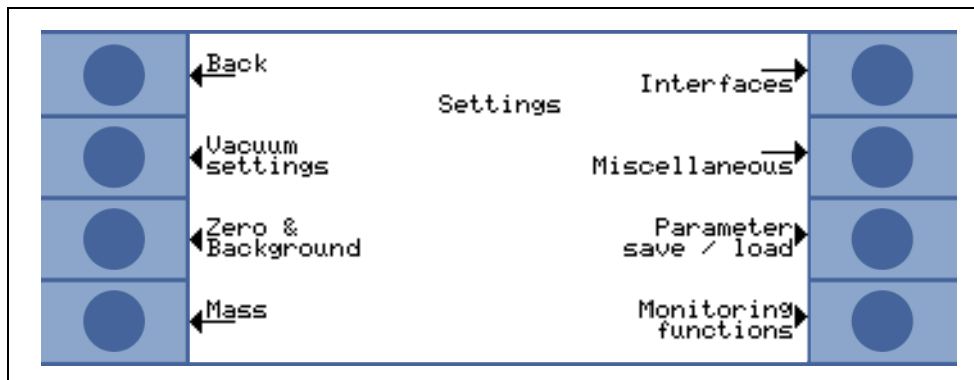 Back
Interfaces
Settings
Vacuum
settings
Miscellaneous
Zero &
Background
Parameter
save / load
Mass
Monitoring
functions